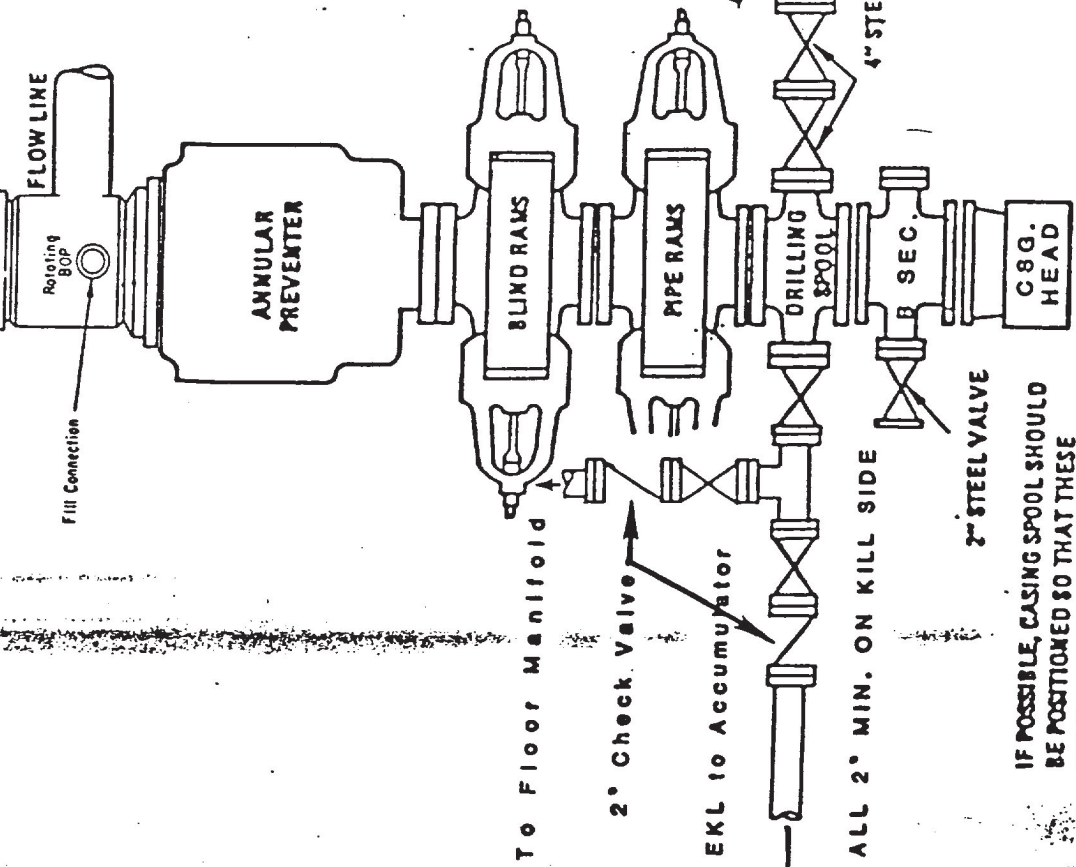 FLOW LINE
Rotating
BOP
Fill Connection
ANNULAR
PREVENTER
BLIND RAMS
PIPE RAMS
DRILLING
SPOOL
4" STE
B SEC.
CSG.
HEAD
To Floor Manifold
2" Check Valve
EKL to Accumulator
ALL 2" MIN. ON KILL SIDE
2" STEEL VALVE
IF POSSIBLE, CASING SPOOL SHOULD
BE POSITIONED SO THAT THESE